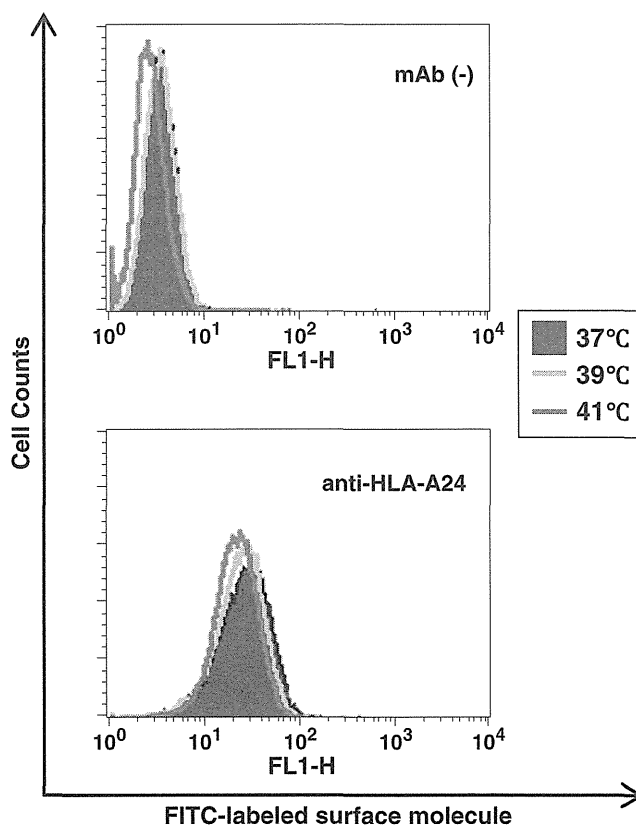 mAb (-)
10⁰ 10¹ 10² 10³ 10⁴
FL1-H
37℃
39℃
41℃
Cell Counts
anti-HLA-A24
10⁰ 10¹ 10² 10³ 10⁴
FL1-H
FITC-labeled surface molecule